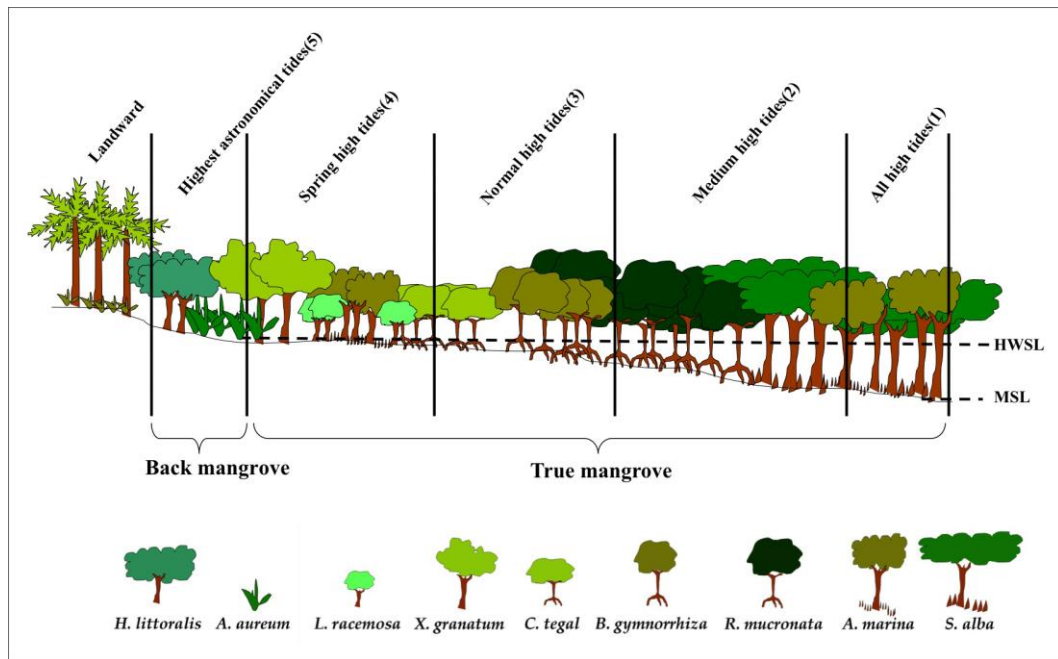 Landward
Highest astronomical tides(5)
Spring high tides(4)
Normal high tides(3)
Medium high tides(2)
All high tides(1)
HWSL
MSL
Back mangrove
True mangrove
H. littoralis
A. aureum
L. racemosa
X. granatum
C. tegal
B. gymnorrhiza
R. mucronata
A. marina
S. alba